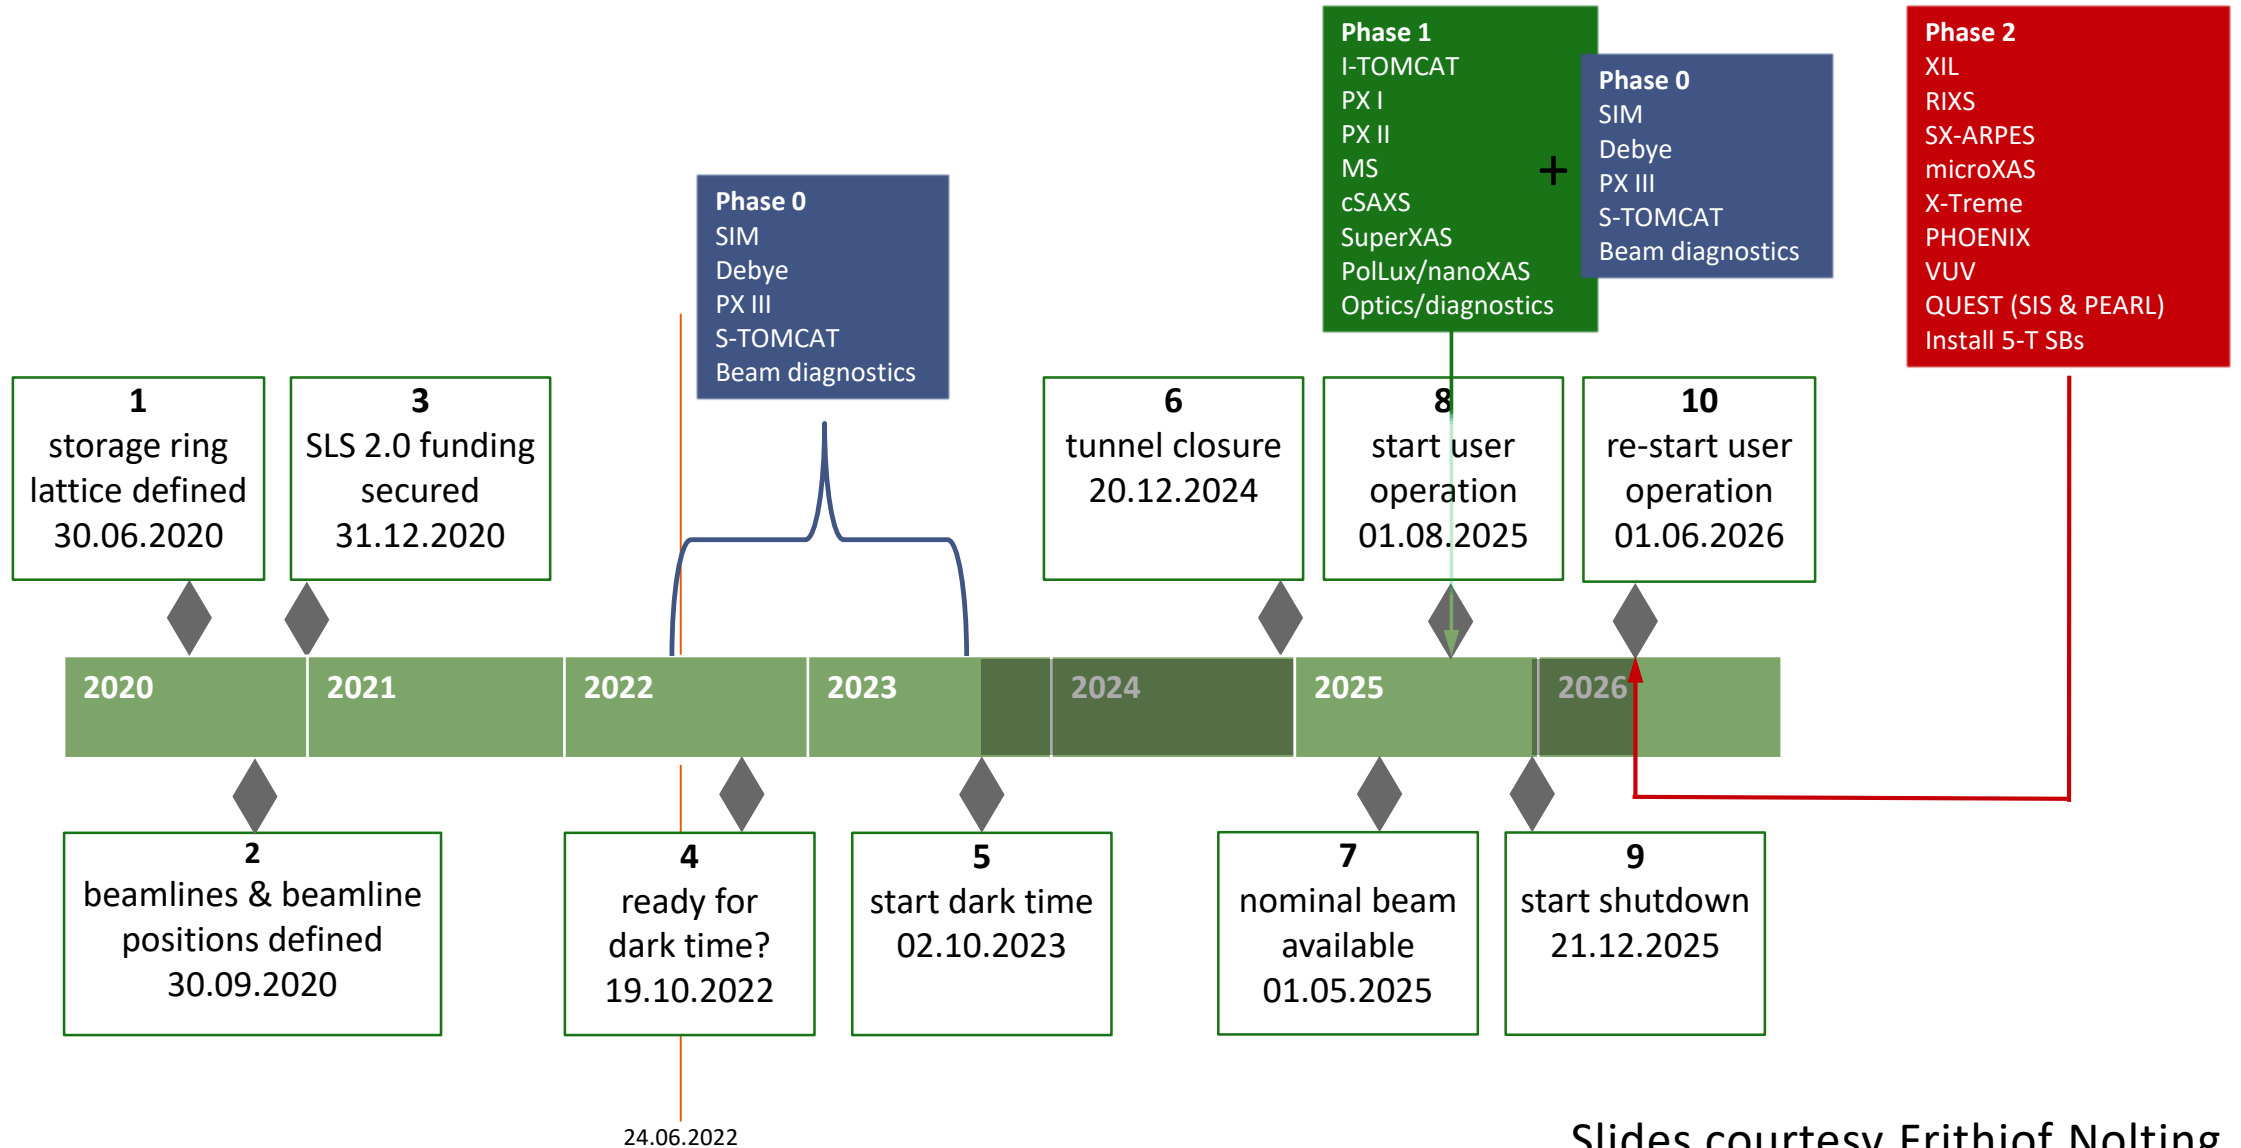 Phase 1
I-TOMCAT
PX I
PX II
MS
cSAXS
SuperXAS
PolLux/nanoXAS
Optics/diagnostics
+
Phase 0
SIM
Debye
PX III
S-TOMCAT
Beam diagnostics
Phase 2
XIL
RIXS
SX-ARPES
microXAS
X-Treme
PHOENIX
VUV
QUEST (SIS & PEARL)
Install 5-T SBs
Phase 0
SIM
Debye
PX III
S-TOMCAT
Beam diagnostics
1
storage ring
lattice defined
30.06.2020
3
SLS 2.0 funding
secured
31.12.2020
6
tunnel closure
20.12.2024
8
start user
operation
01.08.2025
10
re-start user
operation
01.06.2026
2020
2021
2022
2023
2024
2025
2026
2
beamlines & beamline
positions defined
30.09.2020
4
ready for
dark time?
19.10.2022
5
start dark time
02.10.2023
7
nominal beam
available
01.05.2025
9
start shutdown
21.12.2025
24.06.2022
Slides courtesy Frithjof Nolting